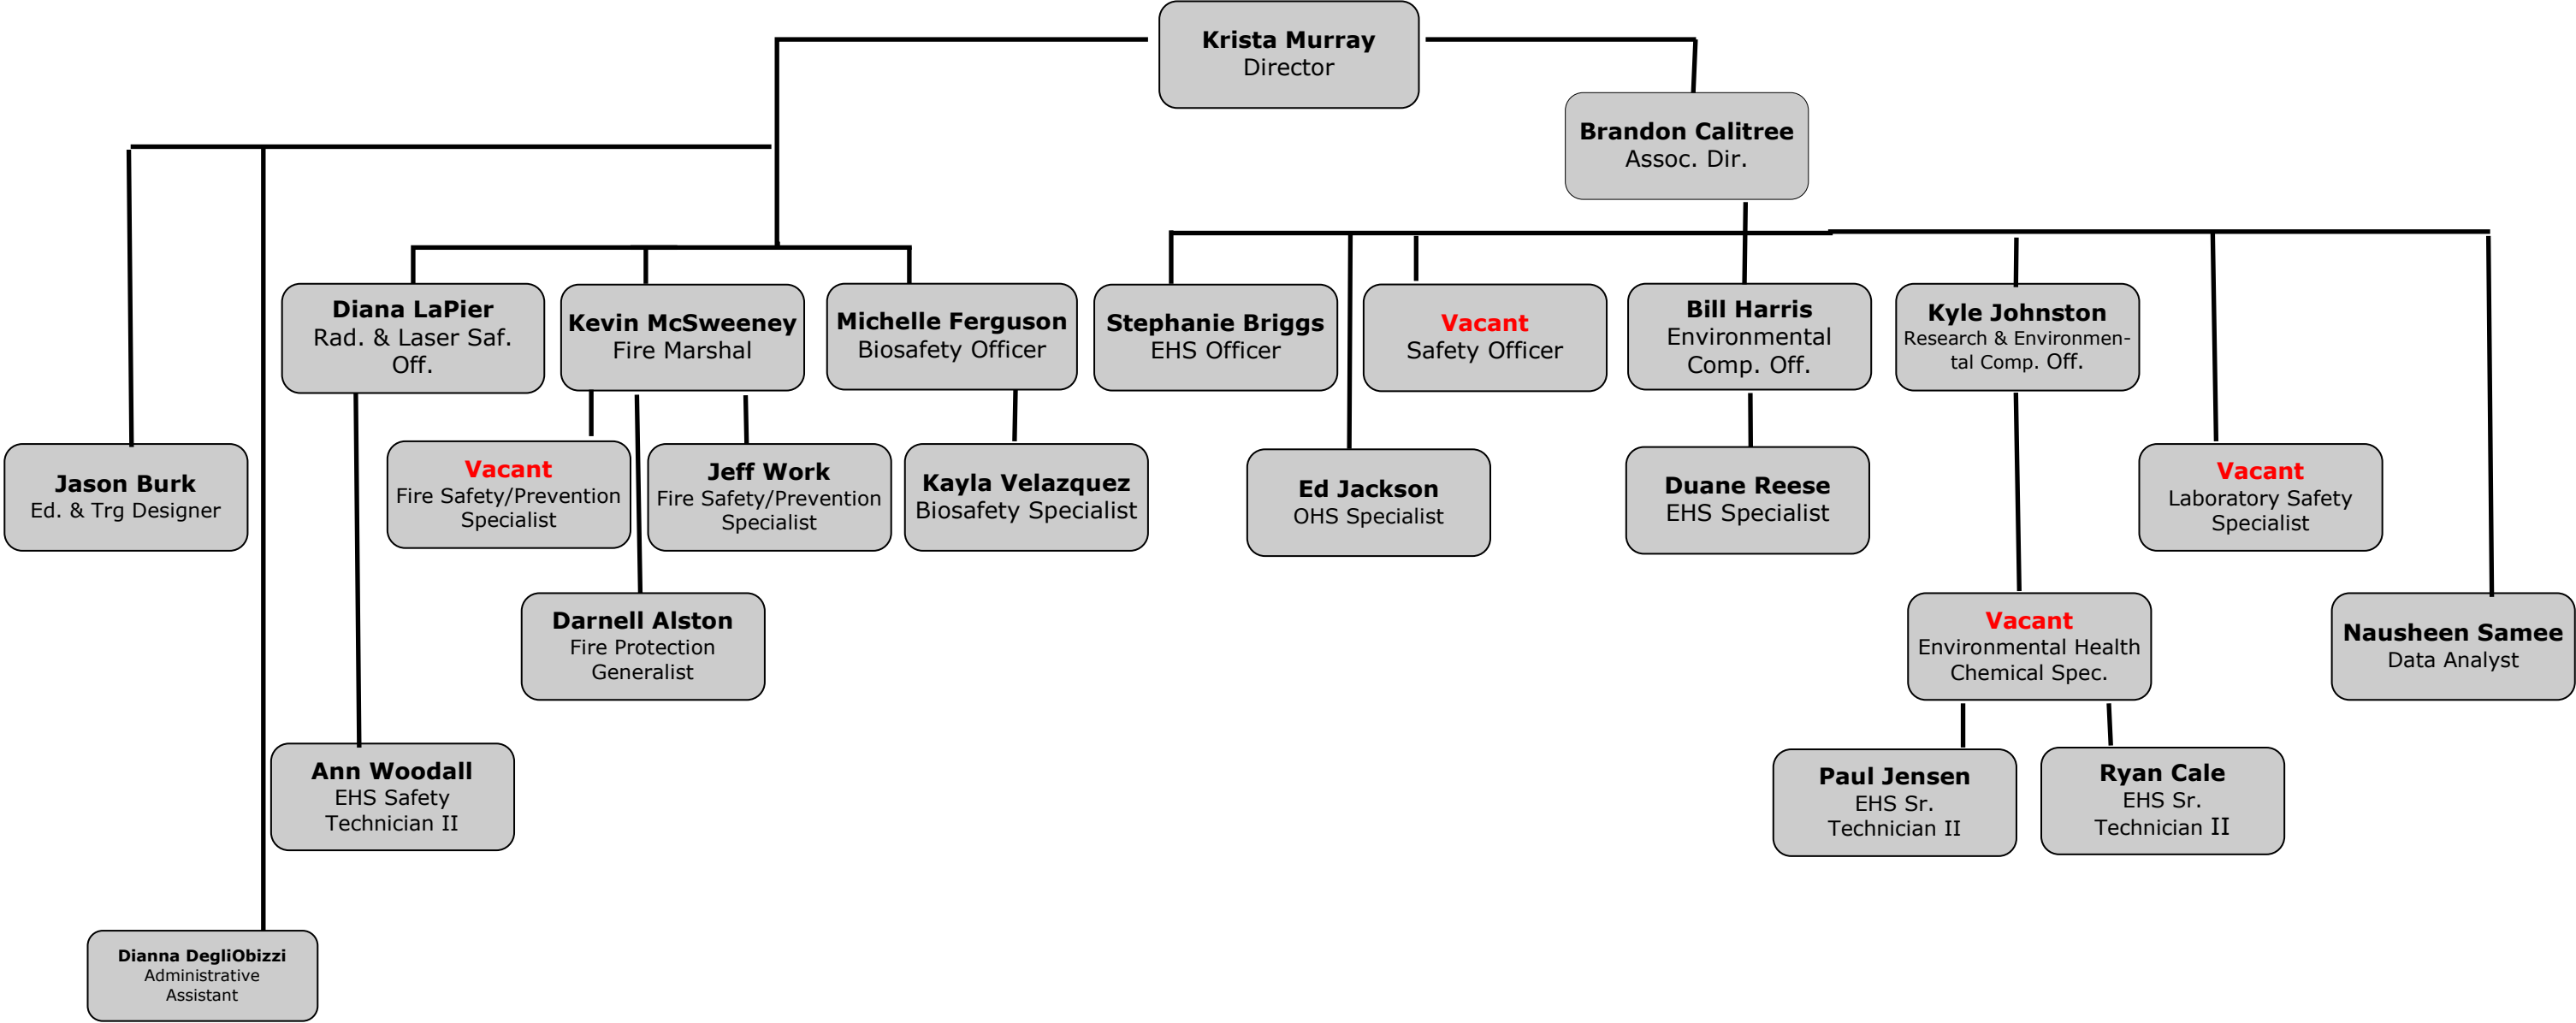 Krista Murray
Director
Brandon Calitree
Assoc. Dir.
Diana LaPier
Rad. & Laser Saf.
Off.
Kevin McSweeney
Fire Marshal
Michelle Ferguson
Biosafety Officer
Stephanie Briggs
EHS Officer
Vacant
Safety Officer
Bill Harris
Environmental
Comp. Off.
Kyle Johnston
Research & Environmen-
tal Comp. Off.
Jason Burk
Ed. & Trg Designer
Vacant
Fire Safety/Prevention
Specialist
Jeff Work
Fire Safety/Prevention
Specialist
Kayla Velazquez
Biosafety Specialist
Ed Jackson
OHS Specialist
Duane Reese
EHS Specialist
Vacant
Laboratory Safety
Specialist
Darnell Alston
Fire Protection
Generalist
Vacant
Environmental Health
Chemical Spec.
Nausheen Samee
Data Analyst
Ann Woodall
EHS Safety
Technician II
Paul Jensen
EHS Sr.
Technician II
Ryan Cale
EHS Sr.
Technician II
Dianna DegliObizzi
Administrative
Assistant